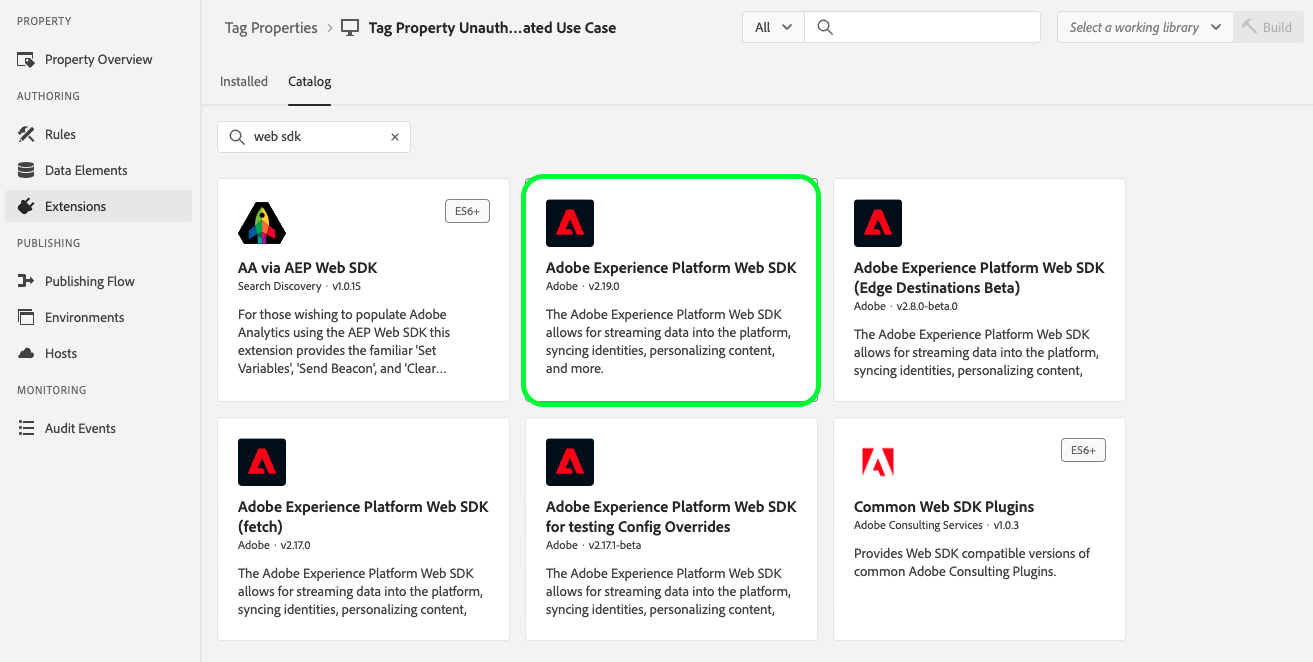 PROPERTY
Property Overview
AUTHORING
Rules
Data Elements
Extensions
PUBLISHING
Publishing Flow
Environments
Hosts
MONITORING
Audit Events
Tag Properties > Tag Property Unauth...ated Use Case
All
Select a working library
Build
Installed
Catalog
web sdk
ES6+
AA via AEP Web SDK
Search Discovery · v1.0.15
For those wishing to populate Adobe
Analytics using the AEP Web SDK this
extension provides the familiar 'Set
Variables', 'Send Beacon', and 'Clear...
Adobe Experience Platform Web SDK
Adobe · v2.19.0
The Adobe Experience Platform Web SDK
allows for streaming data into the platform,
syncing identities, personalizing content,
and more.
Adobe Experience Platform Web SDK
(Edge Destinations Beta)
Adobe · v2.8.0-beta.0
The Adobe Experience Platform Web SDK
allows for streaming data into the platform,
syncing identities, personalizing content,
Adobe Experience Platform Web SDK
(fetch)
Adobe · v2.17.0
The Adobe Experience Platform Web SDK
allows for streaming data into the platform,
syncing identities, personalizing content,
Adobe Experience Platform Web SDK
for testing Config Overrides
Adobe · v2.17.1-beta
The Adobe Experience Platform Web SDK
allows for streaming data into the platform,
syncing identities, personalizing content,
ES6+
Common Web SDK Plugins
Adobe Consulting Services · v1.0.3
Provides Web SDK compatible versions of
common Adobe Consulting Plugins.